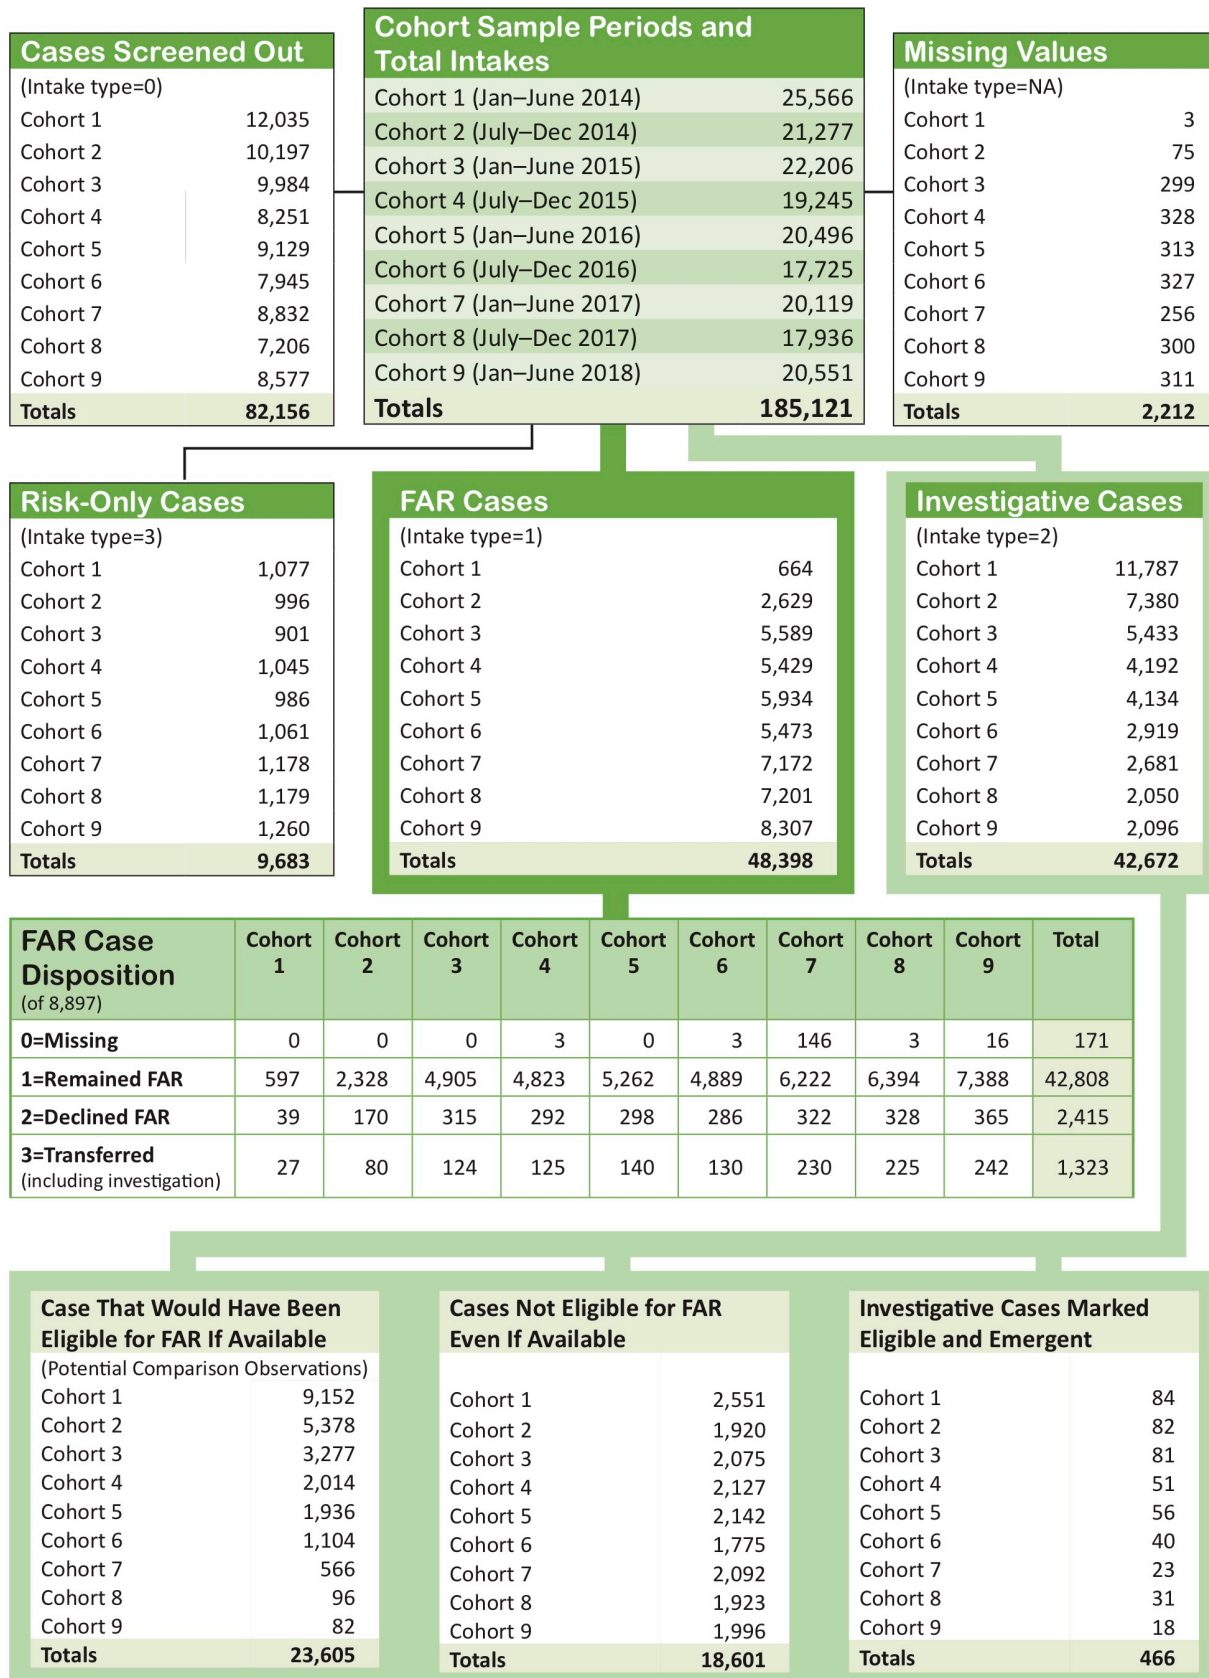 Cases Screened Out
(Intake type=0)
Cohort 1 12,035
Cohort 2 10,197
Cohort 3 9,984
Cohort 4 8,251
Cohort 5 9,129
Cohort 6 7,945
Cohort 7 8,832
Cohort 8 7,206
Cohort 9 8,577
Totals 82,156
Cohort Sample Periods and
Total Intakes
Cohort 1 (Jan–June 2014) 25,566
Cohort 2 (July–Dec 2014) 21,277
Cohort 3 (Jan–June 2015) 22,206
Cohort 4 (July–Dec 2015) 19,245
Cohort 5 (Jan–June 2016) 20,496
Cohort 6 (July–Dec 2016) 17,725
Cohort 7 (Jan–June 2017) 20,119
Cohort 8 (July–Dec 2017) 17,936
Cohort 9 (Jan–June 2018) 20,551
Totals 185,121
Missing Values
(Intake type=NA)
Cohort 1 3
Cohort 2 75
Cohort 3 299
Cohort 4 328
Cohort 5 313
Cohort 6 327
Cohort 7 256
Cohort 8 300
Cohort 9 311
Totals 2,212
Risk-Only Cases
(Intake type=3)
Cohort 1 1,077
Cohort 2 996
Cohort 3 901
Cohort 4 1,045
Cohort 5 986
Cohort 6 1,061
Cohort 7 1,178
Cohort 8 1,179
Cohort 9 1,260
Totals 9,683
FAR Cases
(Intake type=1)
Cohort 1 664
Cohort 2 2,629
Cohort 3 5,589
Cohort 4 5,429
Cohort 5 5,934
Cohort 6 5,473
Cohort 7 7,172
Cohort 8 7,201
Cohort 9 8,307
Totals 48,398
Investigative Cases
(Intake type=2)
Cohort 1 11,787
Cohort 2 7,380
Cohort 3 5,433
Cohort 4 4,192
Cohort 5 4,134
Cohort 6 2,919
Cohort 7 2,681
Cohort 8 2,050
Cohort 9 2,096
Totals 42,672
FAR Case Cohort Cohort Cohort Cohort Cohort Cohort Cohort Cohort Cohort Total
Disposition 1 2 3 4 5 6 7 8 9
(of 8,897)
0=Missing 0 0 0 3 0 3 146 3 16 171
1=Remained FAR 597 2,328 4,905 4,823 5,262 4,889 6,222 6,394 7,388 42,808
2=Declined FAR 39 170 315 292 298 286 322 328 365 2,415
3=Transferred
(including investigation) 27 80 124 125 140 130 230 225 242 1,323
Case That Would Have Been
Eligible for FAR If Available
(Potential Comparison Observations)
Cohort 1 9,152
Cohort 2 5,378
Cohort 3 3,277
Cohort 4 2,014
Cohort 5 1,936
Cohort 6 1,104
Cohort 7 566
Cohort 8 96
Cohort 9 82
Totals 23,605
Cases Not Eligible for FAR
Even If Available
Cohort 1 2,551
Cohort 2 1,920
Cohort 3 2,075
Cohort 4 2,127
Cohort 5 2,142
Cohort 6 1,775
Cohort 7 2,092
Cohort 8 1,923
Cohort 9 1,996
Totals 18,601
Investigative Cases Marked
Eligible and Emergent
Cohort 1 84
Cohort 2 82
Cohort 3 81
Cohort 4 51
Cohort 5 56
Cohort 6 40
Cohort 7 23
Cohort 8 31
Cohort 9 18
Totals 466